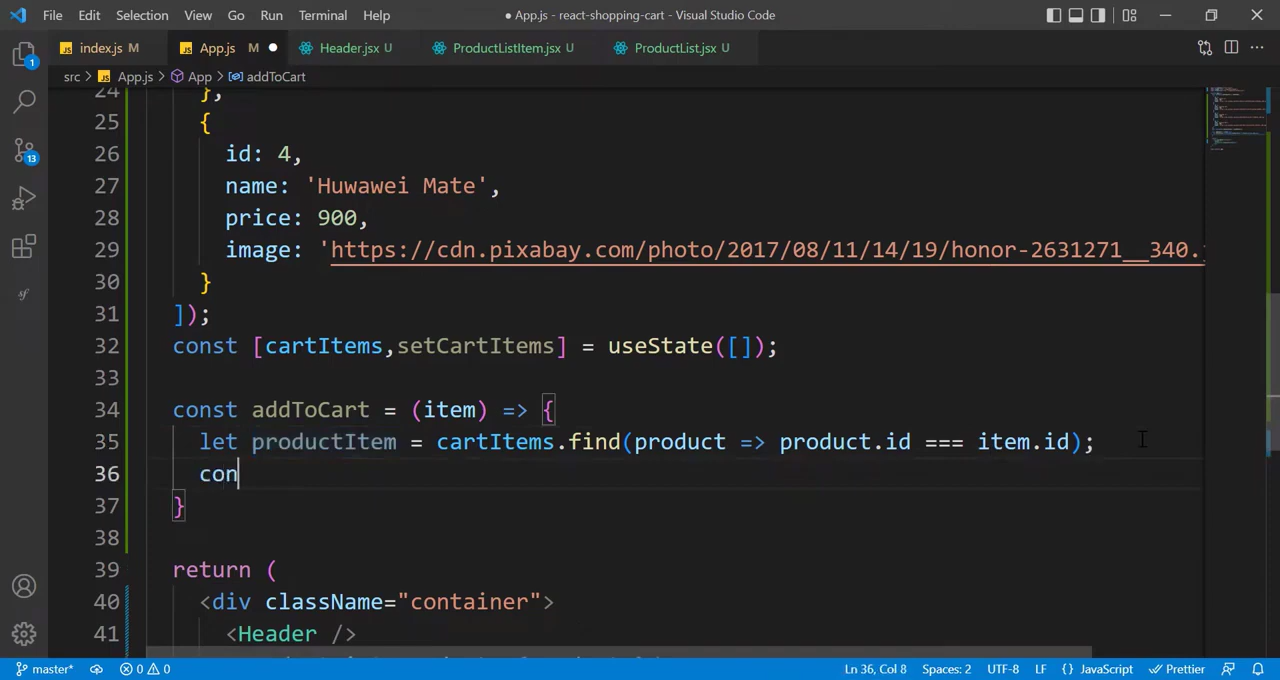 File Edit Selection View Go Run Terminal Help ● App.js - react-shopping-cart - Visual Studio Code
JS index.js M JS App.js M ● Header.jsx U ProductListItem.jsx U ProductList.jsx U
src > JS App.js > App > addToCart
24 },
25 {
26 id: 4,
27 name: 'Huwawei Mate',
28 price: 900,
29 image: 'https://cdn.pixabay.com/photo/2017/08/11/14/19/honor-2631271__340.
30 }
31 ]);
32 const [cartItems,setCartItems] = useState([]);
33
34 const addToCart = (item) => {
35 let productItem = cartItems.find(product => product.id === item.id);
36 con
37 }
38
39 return (
40 <div className="container">
41 <Header />
1
13
master* 0 0 Ln 36, Col 8 Spaces: 2 UTF-8 LF {} JavaScript Prettier